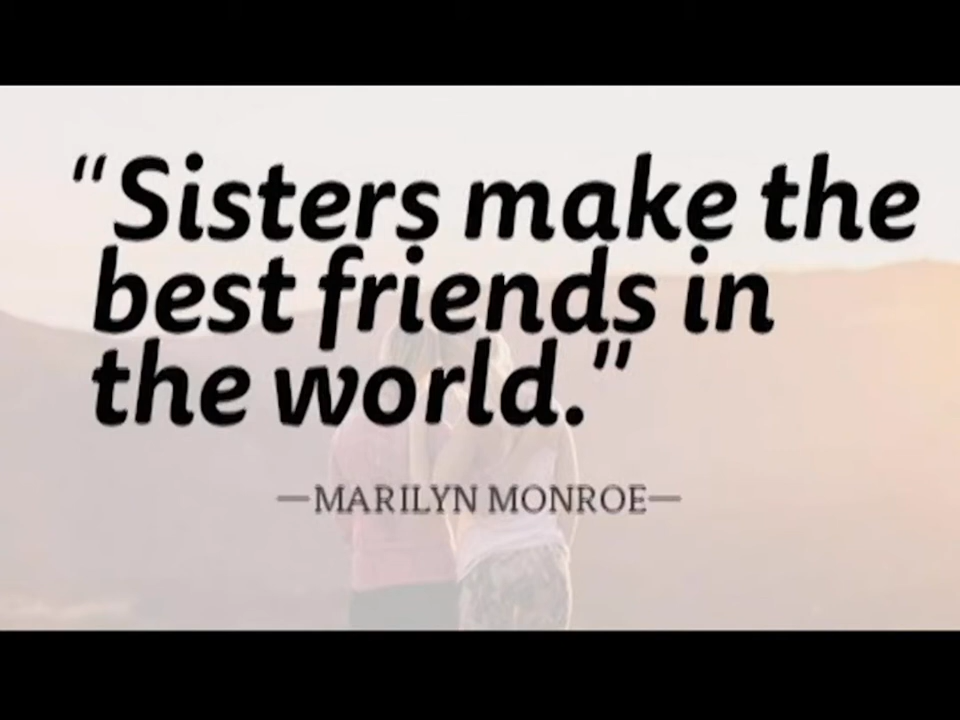 “Sisters make the
best friends in
the world.”
—MARILYN MONROE—